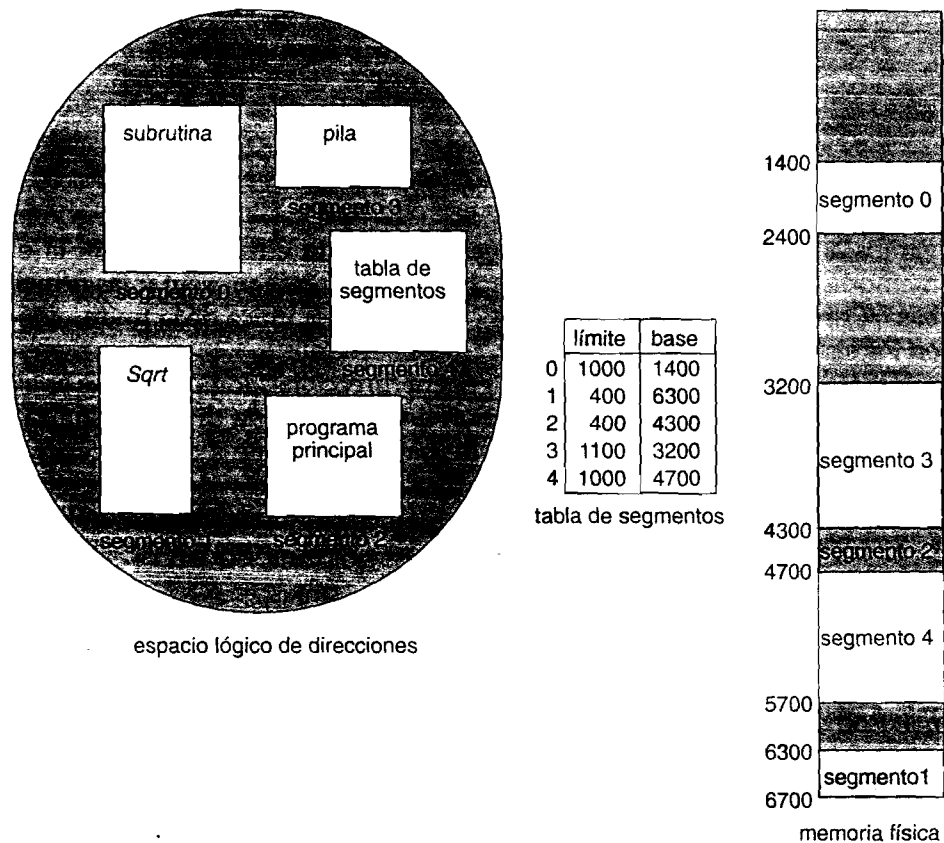 subrutina
pila
segmento 3
tabla de
segmentos
segmento 0
segmento 4
Sqrt
programa
principal
segmento 1
segmento 2
espacio lógico de direcciones
límite base
0 1000 1400
1 400 6300
2 400 4300
3 1100 3200
4 1000 4700
tabla de segmentos
1400
segmento 0
2400
3200
segmento 3
4300
segmento 2
4700
segmento 4
5700
6300
segmento1
6700
memoria física